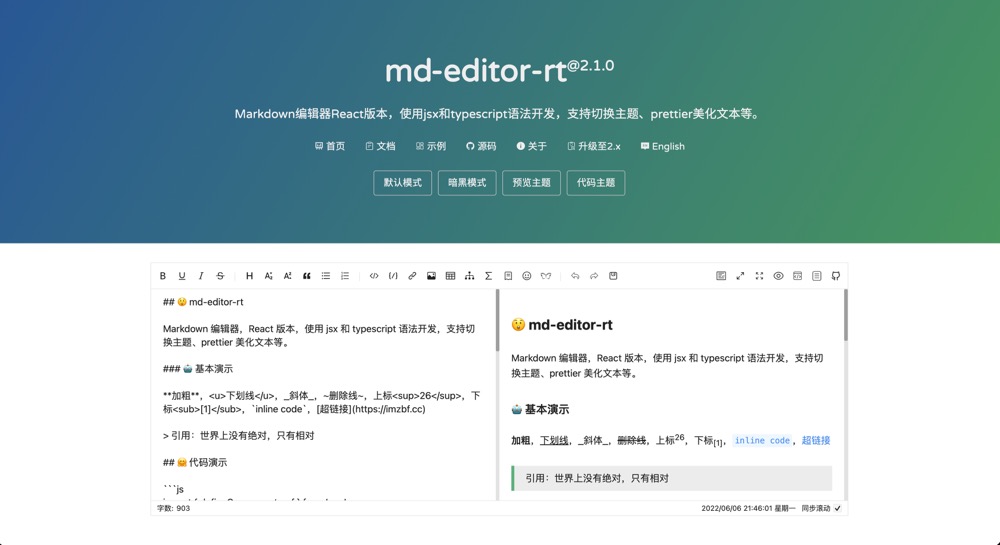 md-editor-rt@2.1.0
Markdown编辑器React版本，使用jsx和typescript语法开发，支持切换主题、prettier美化文本等。
首页 文档 示例 源码 关于 升级至2.x English
默认模式 暗黑模式 预览主题 代码主题
B U I S H
## 😲 md-editor-rt
Markdown 编辑器，React 版本，使用 jsx 和 typescript 语法开发，支持切
换主题、prettier 美化文本等。
### 🤖 基本演示
**加粗**，<u>下划线</u>，_斜体_，~删除线~，上标<sup>26</sup>，下
标<sub>[1]</sub>，`inline code`，[超链接](https://imzbf.cc)
> 引用：世界上没有绝对，只有相对
## 🤗 代码演示
```js
😲 md-editor-rt
Markdown 编辑器，React 版本，使用 jsx 和 typescript 语法开发，支持切
换主题、prettier 美化文本等。
🤖 基本演示
加粗，下划线，_斜体_，删除线，上标26，下标[1]，inline code，超链接
引用：世界上没有绝对，只有相对
字数: 903
2022/06/06 21:46:01 星期一 同步滚动